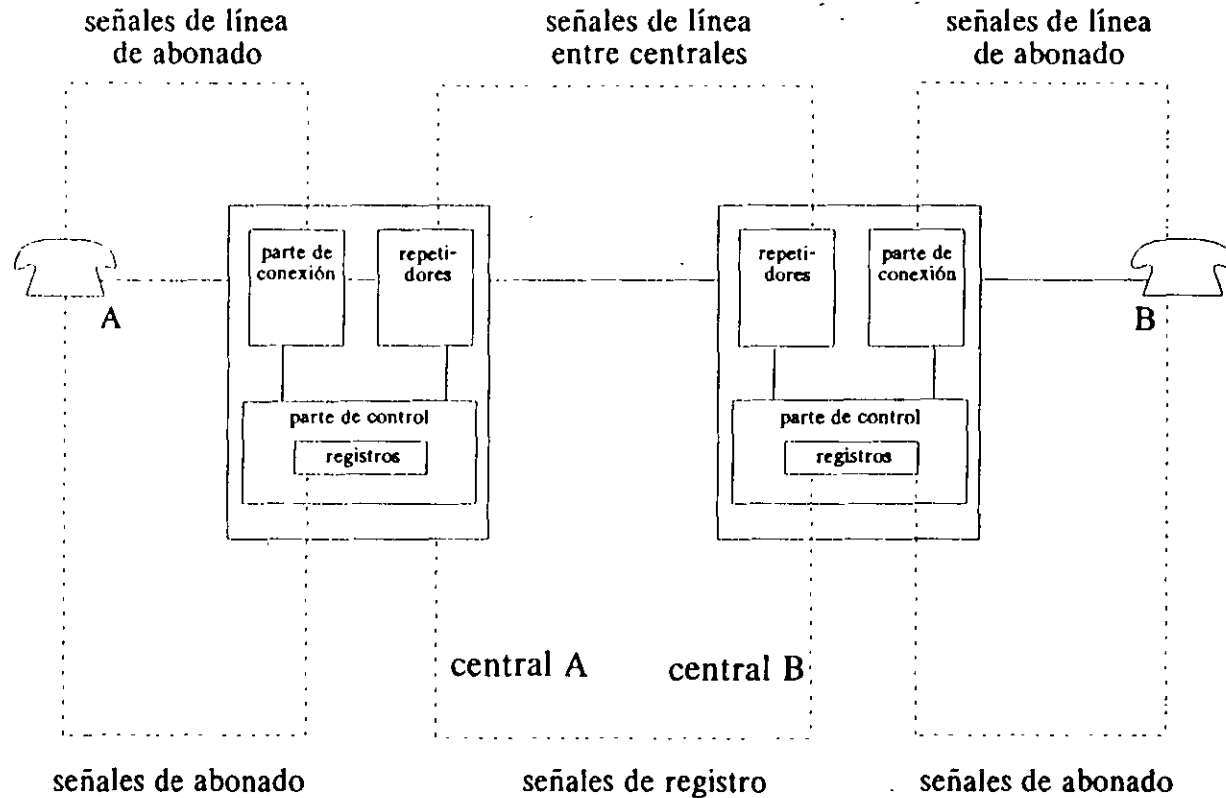 señales de línea
de abonado
señales de línea
entre centrales
señales de línea
de abonado
parte de
conexión
repeti-
dores
repeti-
dores
parte de
conexión
A
B
parte de control
registros
parte de control
registros
central A
central B
señales de abonado
señales de registro
señales de abonado